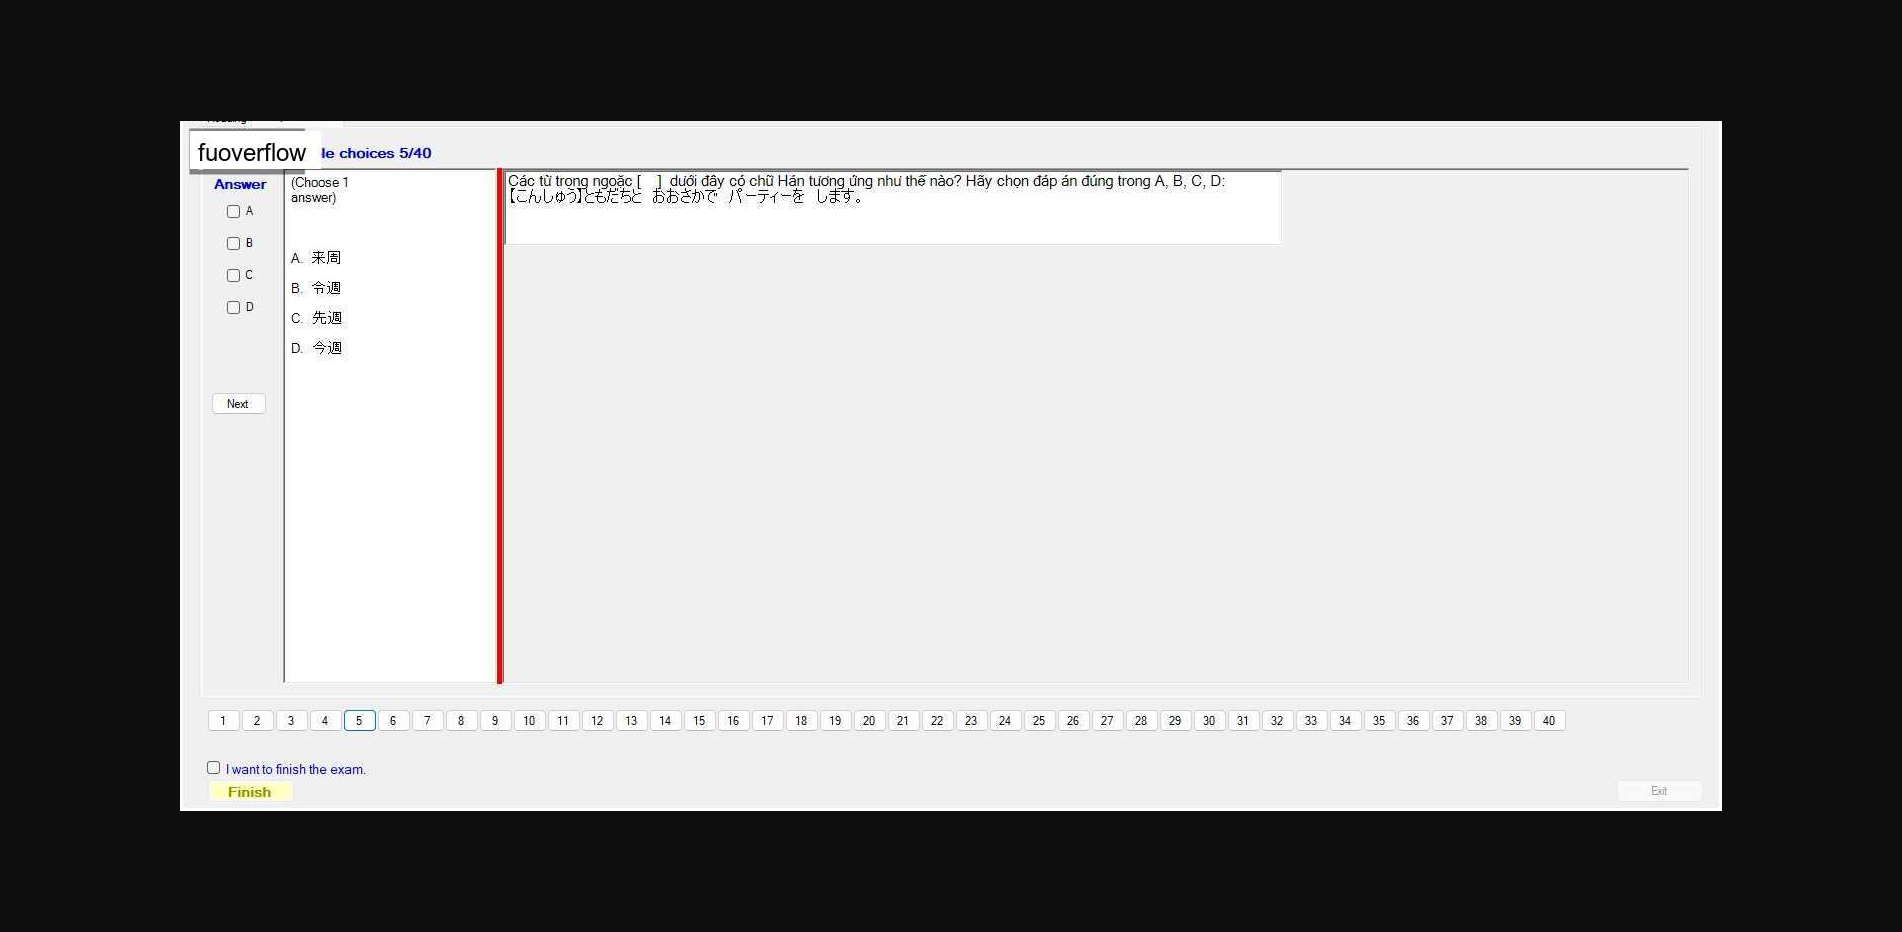 fuoverflow
le choices 5/40
Answer
A
B
C
D
Next
(Choose 1
answer)
A. 来周
B. 令週
C. 先週
D. 今週
Các từ trong ngoặc [ ] dưới đây có chữ Hán tương ứng như thế nào? Hãy chọn đáp án đúng trong A, B, C, D:
【こんしゅう】ともだちと おおさかで パーティーを します。
1 2 3 4 5 6 7 8 9 10 11 12 13 14 15 16 17 18 19 20 21 22 23 24 25 26 27 28 29 30 31 32 33 34 35 36 37 38 39 40
I want to finish the exam.
Finish
Exit